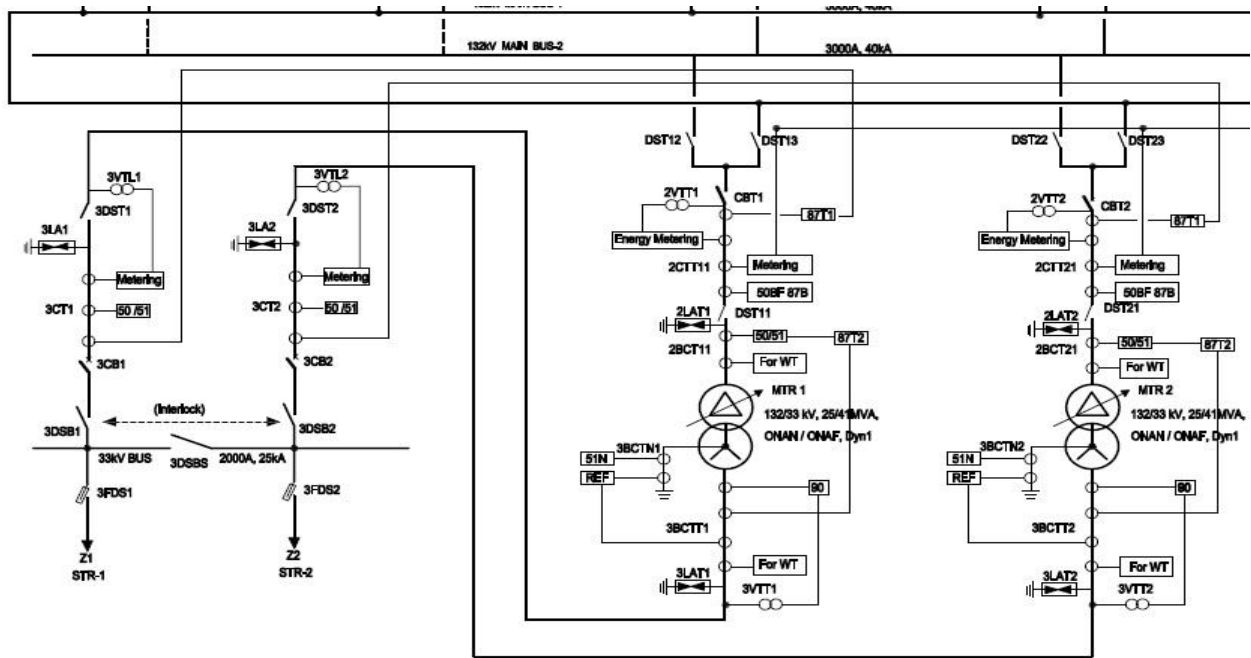 3000A, 40kA
132kV MAIN BUS-2
3000A, 40kA
DST12
DST13
DST22
DST23
3VTL1
3VTL2
3DST1
3DST2
2VTT1
CBT1
2VTT2
CBT2
87T1
87T1
3LA1
3LA2
Energy Metering
Energy Metering
Metering
Metering
2CTT11
Metering
2CTT21
Metering
3CT1
50 /51
3CT2
50 /51
50BF 87B
50BF 87B
2LAT1
DST11
2LAT2
DST21
50/51
87T2
50/51
87T2
2BCT11
2BCT21
3CB1
3CB2
For WT
For WT
(Interlock)
MTR 1
MTR 2
132/33 kV, 25/41MVA,
132/33 kV, 25/41MVA,
3DSB1
3DSB2
ONAN / ONAF, Dyn1
ONAN / ONAF, Dyn1
33kV BUS
3DSBS
2000A, 25kA
3BCTN1
3BCTN2
51N
51N
REF
REF
3FDS1
3FDS2
90
90
3BCTT1
3BCTT2
Z1
Z2
STR-1
STR-2
For WT
For WT
3LAT1
3LAT2
3VTT1
3VTT2